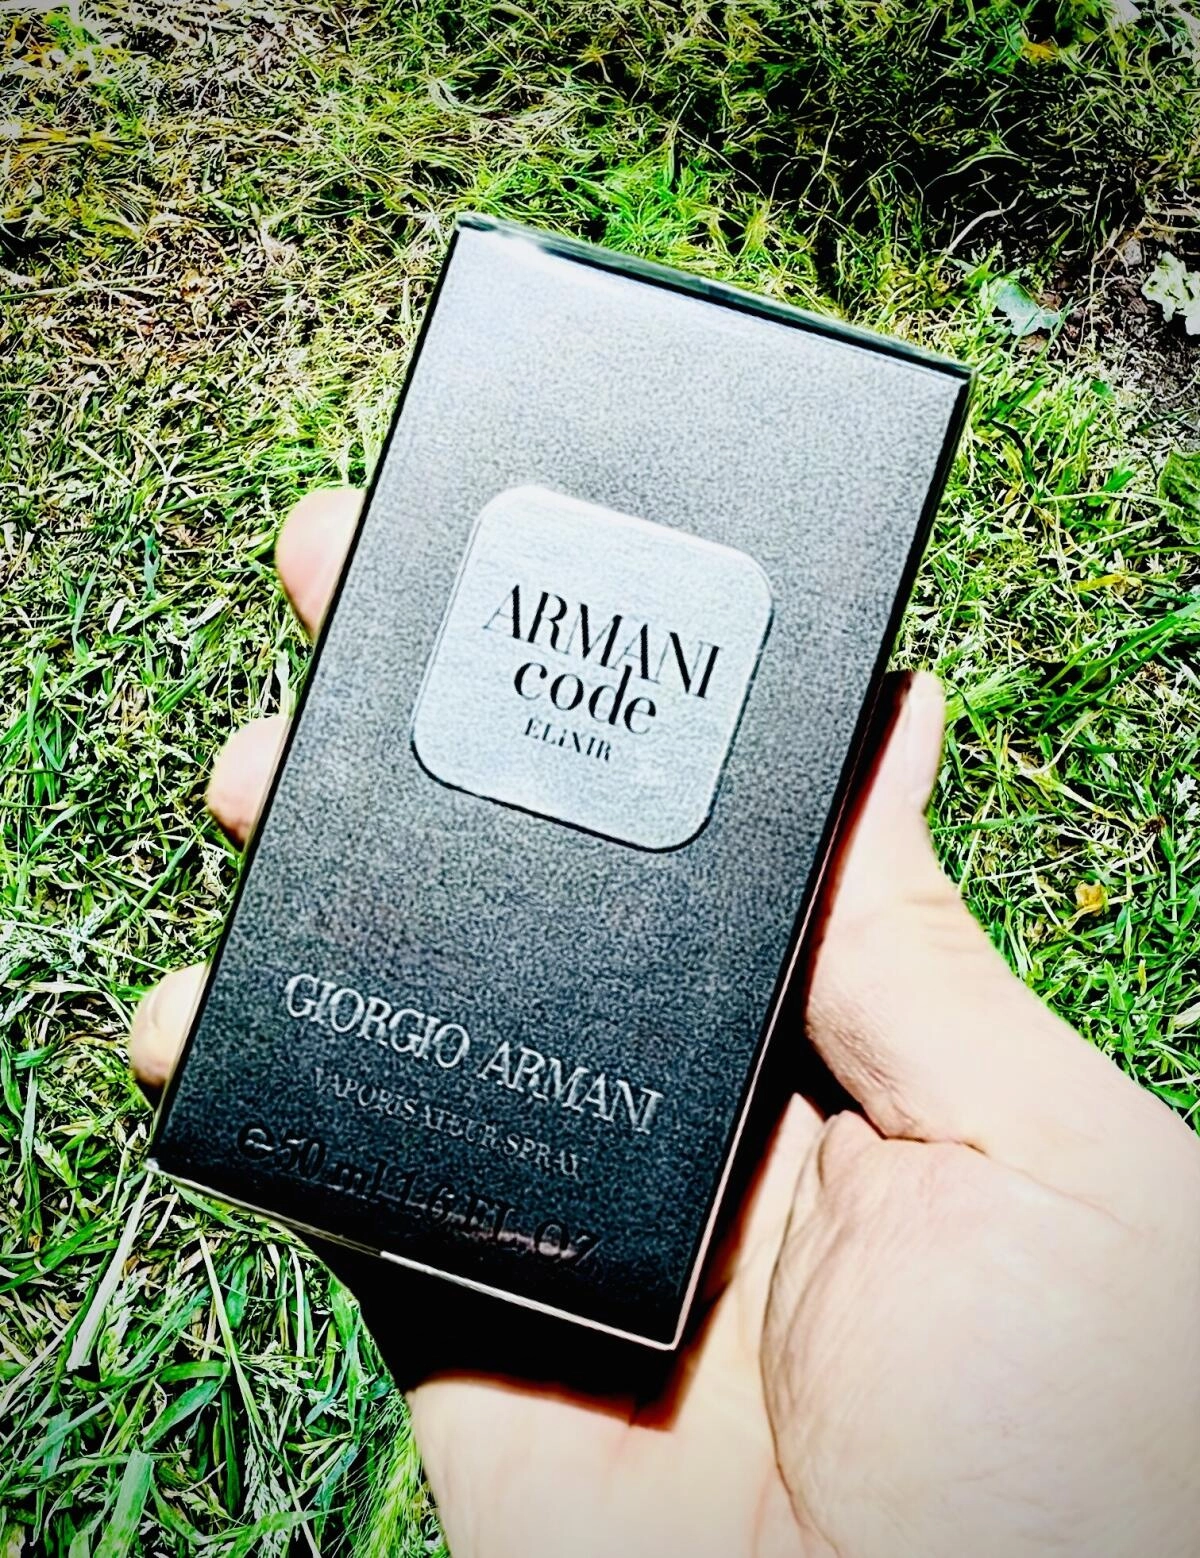 ARMANI
code
ELiXIR
GIORGIO ARMANI
VAPORISATEUR SPRAY
℮ 50 ml 1.6 FL. OZ